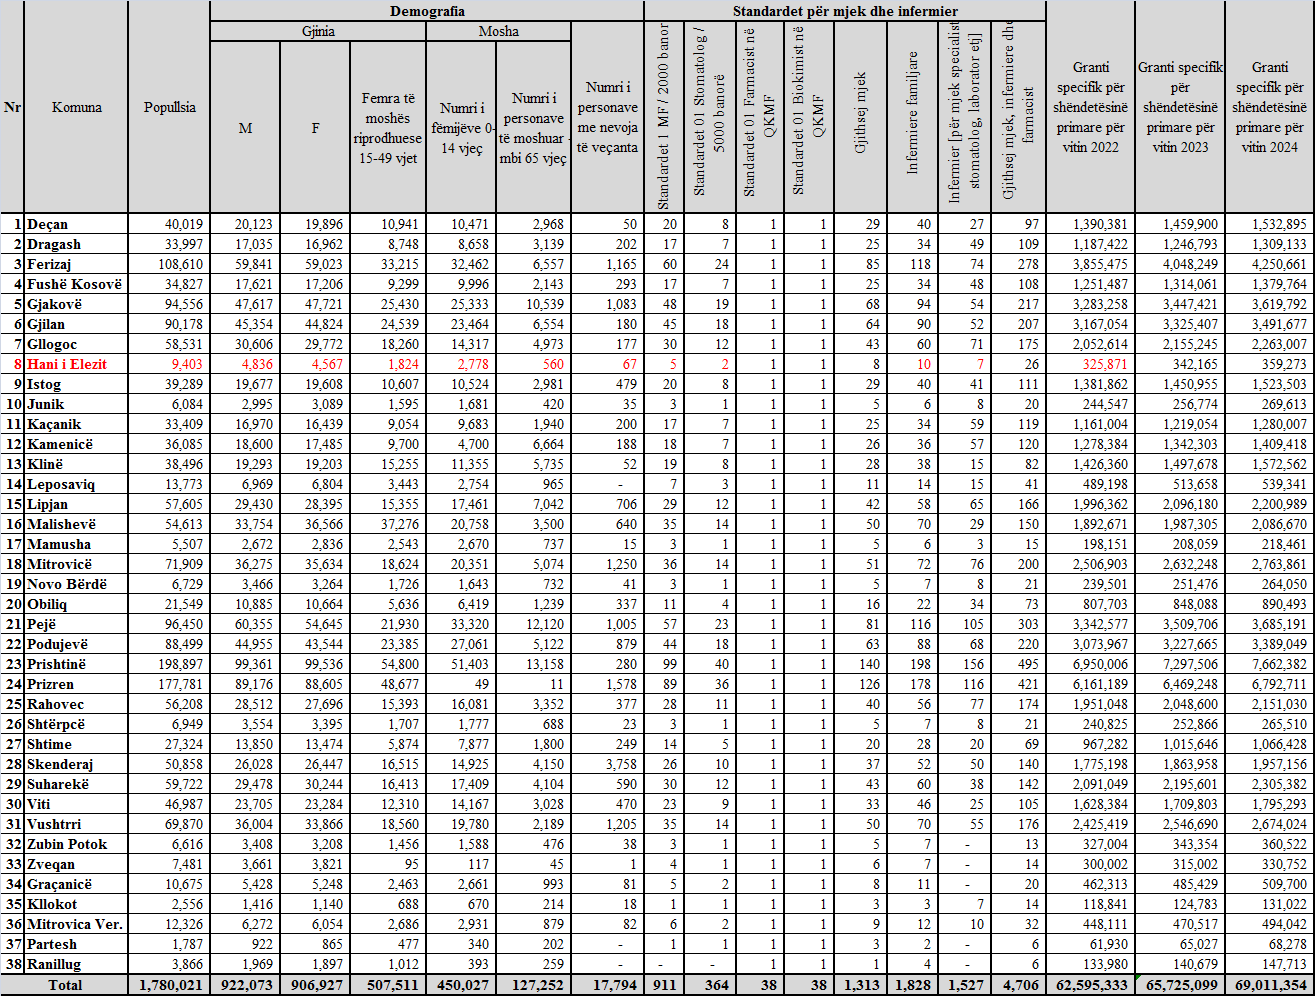 Demografia Standardet për mjek dhe infermier
Gjinia Mosha
Nr Komuna Popullsia M F Femra të moshës riprodhuese 15-49 vjet Numri i fëmijëve 0-14 vjeç Numri i personave të moshuar - mbi 65 vjeç Numri i personave me nevoja të veçanta Standardet 1 MF / 2000 banor Standardet 01 Stomatolog / 5000 banorë Standardet 01 Farmacist në QKMF Standardet 01 Biokimist në QKMF Gjithsej mjek Infermiere familjare Infermier [për mjek specialist stomatolog, laborator etj] Gjithsej mjek, infermiere dhe farmacist Granti specifik për shëndetësinë primare për vitin 2022 Granti specifik për shëndetësinë primare për vitin 2023 Granti specifik për shëndetësinë primare për vitin 2024
1 Deçan 40,019 20,123 19,896 10,941 10,471 2,968 50 20 8 1 1 29 40 27 97 1,390,381 1,459,900 1,532,895
2 Dragash 33,997 17,035 16,962 8,748 8,658 3,139 202 17 7 1 1 25 34 49 109 1,187,422 1,246,793 1,309,133
3 Ferizaj 108,610 59,841 59,023 33,215 32,462 6,557 1,165 60 24 1 1 85 118 74 278 3,855,475 4,048,249 4,250,661
4 Fushë Kosovë 34,827 17,621 17,206 9,299 9,996 2,143 293 17 7 1 1 25 34 48 108 1,251,487 1,314,061 1,379,764
5 Gjakovë 94,556 47,617 47,721 25,430 25,333 10,539 1,083 48 19 1 1 68 94 54 217 3,283,258 3,447,421 3,619,792
6 Gjilan 90,178 45,354 44,824 24,539 23,464 6,554 180 45 18 1 1 64 90 52 207 3,167,054 3,325,407 3,491,677
7 Gllogoc 58,531 30,606 29,772 18,260 14,317 4,973 177 30 12 1 1 43 60 71 175 2,052,614 2,155,245 2,263,007
8 Hani i Elezit 9,403 4,836 4,567 1,824 2,778 560 67 5 2 1 1 8 10 7 26 325,871 342,165 359,273
9 Istog 39,289 19,677 19,608 10,607 10,524 2,981 479 20 8 1 1 29 40 41 111 1,381,862 1,450,955 1,523,503
10 Junik 6,084 2,995 3,089 1,595 1,681 420 35 3 1 1 1 5 6 8 20 244,547 256,774 269,613
11 Kaçanik 33,409 16,970 16,439 9,054 9,683 1,940 200 17 7 1 1 25 34 59 119 1,161,004 1,219,054 1,280,007
12 Kamenicë 36,085 18,600 17,485 9,700 4,700 6,664 188 18 7 1 1 26 36 57 120 1,278,384 1,342,303 1,409,418
13 Klinë 38,496 19,293 19,203 15,255 11,355 5,735 52 19 8 1 1 28 38 15 82 1,426,360 1,497,678 1,572,562
14 Leposaviq 13,773 6,969 6,804 3,443 2,754 965 - 7 3 1 1 11 14 15 41 489,198 513,658 539,341
15 Lipjan 57,605 29,430 28,395 15,355 17,461 7,042 706 29 12 1 1 42 58 65 166 1,996,362 2,096,180 2,200,989
16 Malishevë 54,613 33,754 36,566 37,276 20,758 3,500 640 35 14 1 1 50 70 29 150 1,892,671 1,987,305 2,086,670
17 Mamusha 5,507 2,672 2,836 2,543 2,670 737 15 3 1 1 1 5 6 3 15 198,151 208,059 218,461
18 Mitrovicë 71,909 36,275 35,634 18,624 20,351 5,074 1,250 36 14 1 1 51 72 76 200 2,506,903 2,632,248 2,763,861
19 Novo Bërdë 6,729 3,466 3,264 1,726 1,643 732 41 3 1 1 1 5 7 8 21 239,501 251,476 264,050
20 Obiliq 21,549 10,885 10,664 5,636 6,419 1,239 337 11 4 1 1 16 22 34 73 807,703 848,088 890,493
21 Pejë 96,450 60,355 54,645 21,930 33,320 12,120 1,005 57 23 1 1 81 116 105 303 3,342,577 3,509,706 3,685,191
22 Podujevë 88,499 44,955 43,544 23,385 27,061 5,122 879 44 18 1 1 63 88 68 220 3,073,967 3,227,665 3,389,049
23 Prishtinë 198,897 99,361 99,536 54,800 51,403 13,158 280 99 40 1 1 140 198 156 495 6,950,006 7,297,506 7,662,382
24 Prizren 177,781 89,176 88,605 48,677 49 11 1,578 89 36 1 1 126 178 116 421 6,161,189 6,469,248 6,792,711
25 Rahovec 56,208 28,512 27,696 15,393 16,081 3,352 377 28 11 1 1 40 56 77 174 1,951,048 2,048,600 2,151,030
26 Shtërpcë 6,949 3,554 3,395 1,707 1,777 688 23 3 1 1 1 5 7 8 21 240,825 252,866 265,510
27 Shtime 27,324 13,850 13,474 5,874 7,877 1,800 249 14 5 1 1 20 28 20 69 967,282 1,015,646 1,066,428
28 Skenderaj 50,858 26,028 26,447 16,515 14,925 4,150 3,758 26 10 1 1 37 52 50 140 1,775,198 1,863,958 1,957,156
29 Suharekë 59,722 29,478 30,244 16,413 17,409 4,104 590 30 12 1 1 43 60 38 142 2,091,049 2,195,601 2,305,382
30 Viti 46,987 23,705 23,284 12,310 14,167 3,028 470 23 9 1 1 33 46 25 105 1,628,384 1,709,803 1,795,293
31 Vushtrri 69,870 36,004 33,866 18,560 19,780 2,189 1,205 35 14 1 1 50 70 55 176 2,425,419 2,546,690 2,674,024
32 Zubin Potok 6,616 3,408 3,208 1,456 1,588 476 38 3 1 1 1 5 7 - 13 327,004 343,354 360,522
33 Zveqan 7,481 3,661 3,821 95 117 45 1 4 1 1 1 6 7 - 14 300,002 315,002 330,752
34 Graçanicë 10,675 5,428 5,248 2,463 2,661 993 81 5 2 1 1 8 11 - 20 462,313 485,429 509,700
35 Kllokot 2,556 1,416 1,140 688 670 214 18 1 1 1 1 3 3 7 14 118,841 124,783 131,022
36 Mitrovica Ver. 12,326 6,272 6,054 2,686 2,931 879 82 6 2 1 1 9 12 10 32 448,111 470,517 494,042
37 Partesh 1,787 922 865 477 340 202 - 1 1 1 1 3 2 - 6 61,930 65,027 68,278
38 Ranillug 3,866 1,969 1,897 1,012 393 259 - - - 1 1 1 4 - 6 133,980 140,679 147,713
Total 1,780,021 922,073 906,927 507,511 450,027 127,252 17,794 911 364 38 38 1,313 1,828 1,527 4,706 62,595,333 65,725,099 69,011,354